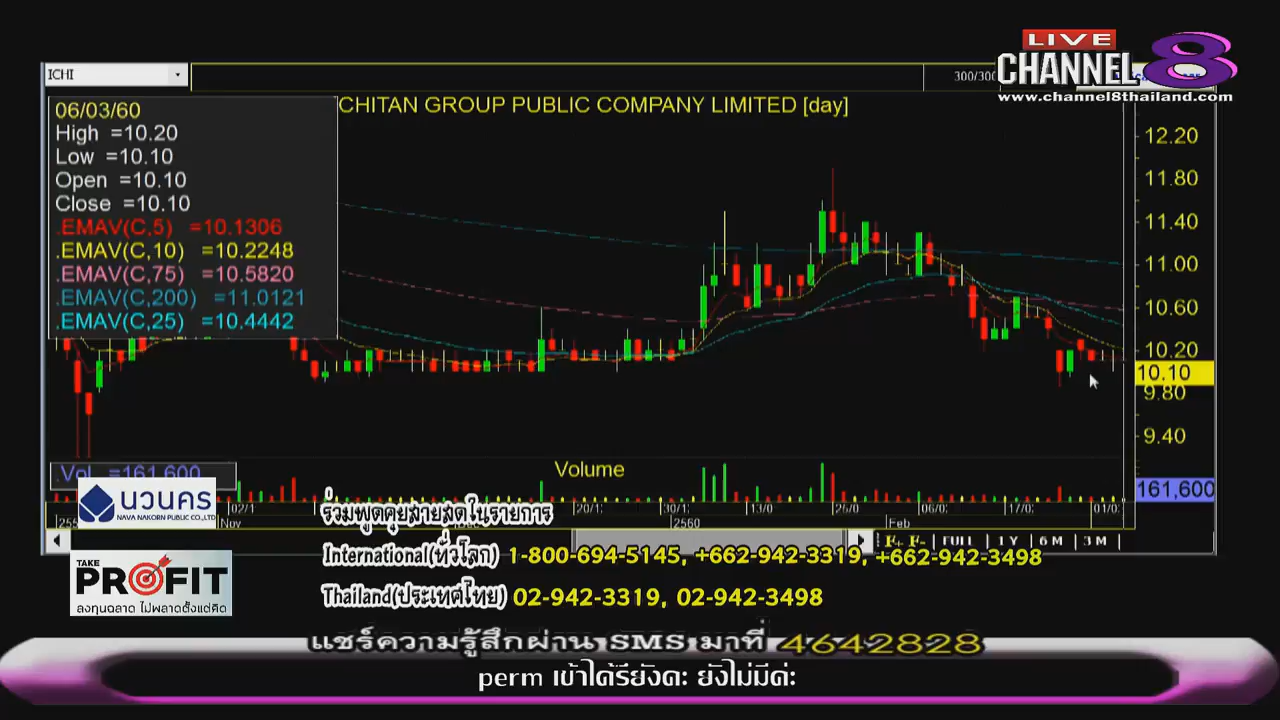 LIVE
CHANNEL 8
www.channel8thailand.com
ICHI
300/300
CHITAN GROUP PUBLIC COMPANY LIMITED [day]
06/03/60
High =10.20
Low =10.10
Open =10.10
Close =10.10
.EMAV(C,5) =10.1306
.EMAV(C,10) =10.2248
.EMAV(C,75) =10.5820
.EMAV(C,200) =11.0121
.EMAV(C,25) =10.4442
12.20
11.80
11.40
11.00
10.60
10.20
10.10
9.80
9.40
Vol =161,600
Volume
161,600
02/1
20/1
30/1
13/0
25/0
17/0
01/0
255
Nov
2560
Feb
F+ F- FULL 1 Y 6 M 3 M
นวนคร
NAVA NAKORN PUBLIC CO.,LTD
TAKE
PROFIT
ลงทุนฉลาด ไม่พลาดตั้งแต่คิด
ร่วมพูดคุยสายสดในรายการ
International(ทั่วโลก) 1-800-694-5145, +662-942-3319, +662-942-3498
Thailand(ประเทศไทย) 02-942-3319, 02-942-3498
แชร์ความรู้สึกผ่าน SMS มาที่ 4642828
perm เข้าได้รึยังคะ ยังไม่มีค่ะ